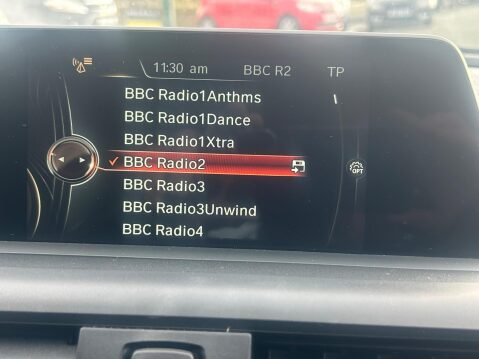 11:30 am BBC R2 TP
BBC Radio1Anthms
BBC Radio1Dance
BBC Radio1Xtra
BBC Radio2
BBC Radio3
OPT
BBC Radio3Unwind
BBC Radio4